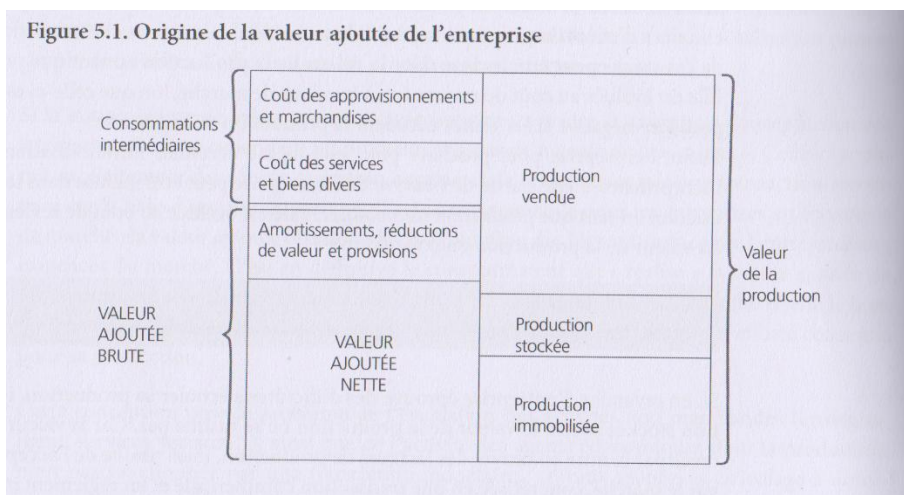 Figure 5.1. Origine de la valeur ajoutée de l'entreprise
Consommations
intermédiaires
Coût des approvisionnements
et marchandises
Coût des services
et biens divers
Amortissements, réductions
de valeur et provisions
VALEUR
AJOUTÉE
BRUTE
VALEUR
AJOUTÉE
NETTE
Production
vendue
Production
stockée
Production
immobilisée
Valeur
de la
production